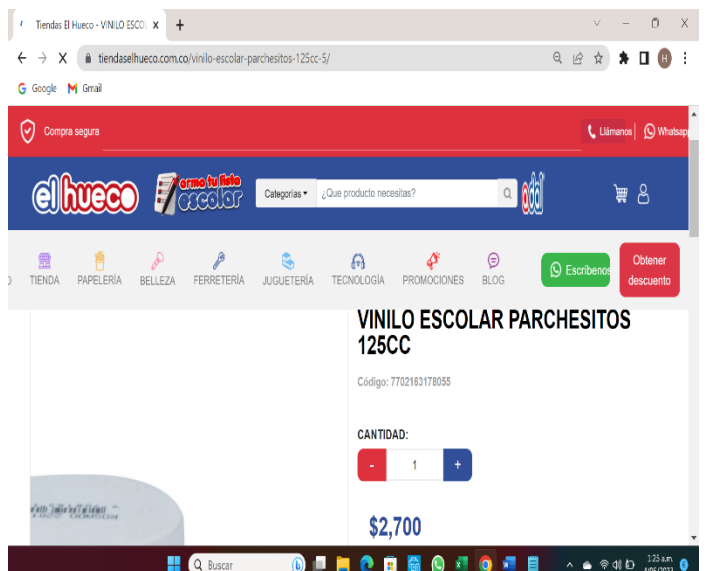 Tiendas El Hueco - VINILO ESCO
tiendaselhueco.com.co/vinilo-escolar-parchesitos-125cc-5/
H
Google
Gmail
Compra segura
Llámanos
Whatsapp
el hueco
arma tu lista
escolar
Categorías
¿Que producto necesitas?
addi
TIENDA
PAPELERÍA
BELLEZA
FERRETERÍA
JUGUETERÍA
TECNOLOGÍA
PROMOCIONES
BLOG
Escríbenos
Obtener
descuento
VINILO ESCOLAR PARCHESITOS
125CC
Código: 7702163178055
CANTIDAD:
- 1 +
$2,700
Buscar
1:25 a.m.